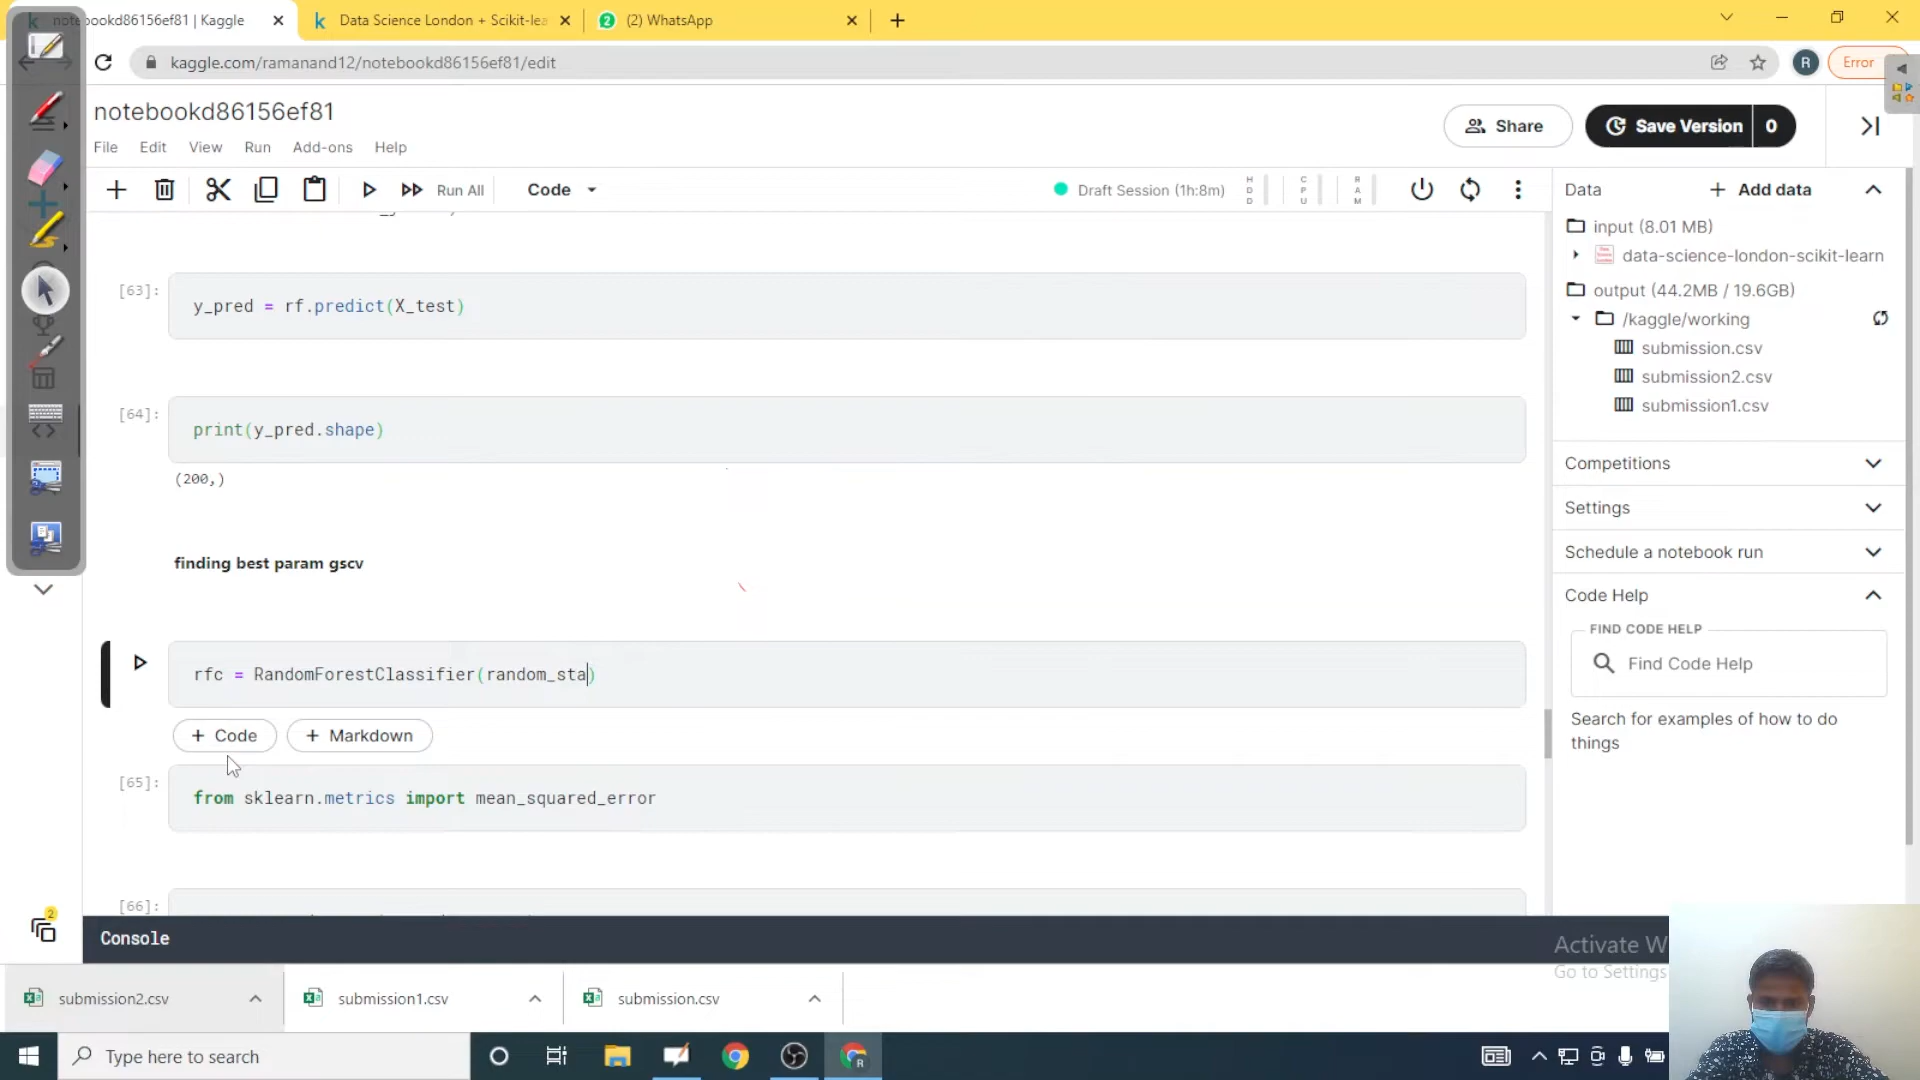 notebookd86156ef81 | Kaggle
Data Science London + Scikit-lea
(2) WhatsApp
kaggle.com/ramanand12/notebookd86156ef81/edit
R
Error
notebookd86156ef81
Share
Save Version
0
File Edit View Run Add-ons Help
Run All
Code
Draft Session (1h:8m)
HDD
CPU
RAM
Data
Add data
input (8.01 MB)
data-science-london-scikit-learn
output (44.2MB / 19.6GB)
/kaggle/working
submission.csv
submission2.csv
submission1.csv
Competitions
Settings
Schedule a notebook run
Code Help
FIND CODE HELP
Find Code Help
Search for examples of how to do
things
[63]:
y_pred = rf.predict(X_test)
[64]:
print(y_pred.shape)
(200,)
finding best param gscv
rfc = RandomForestClassifier(random_sta)
+ Code
+ Markdown
[65]:
from sklearn.metrics import mean_squared_error
[66]:
2
Console
Activate W
Go to Settings
submission2.csv
submission1.csv
submission.csv
Type here to search